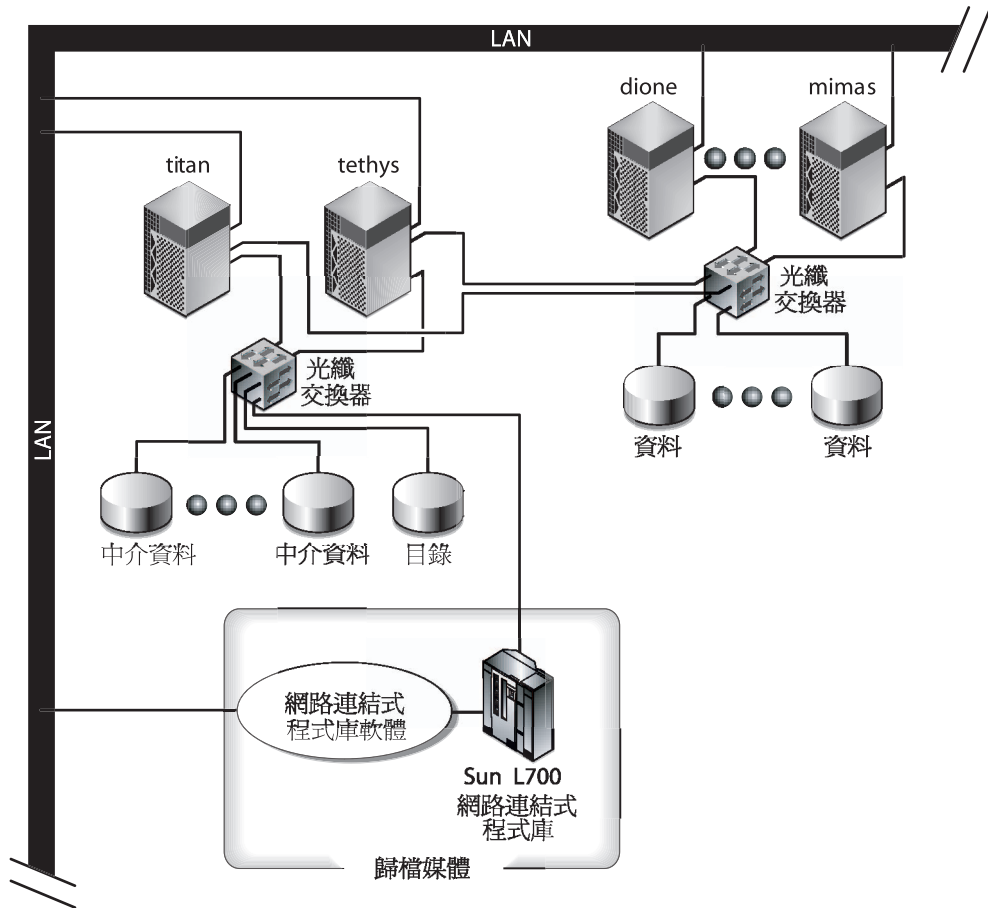 LAN
dione
mimas
titan
tethys
光纖
交換器
光纖
交換器
資料
資料
LAN
中介資料
中介資料
目錄
網路連結式
程式庫軟體
Sun L700
網路連結式
程式庫
歸檔媒體